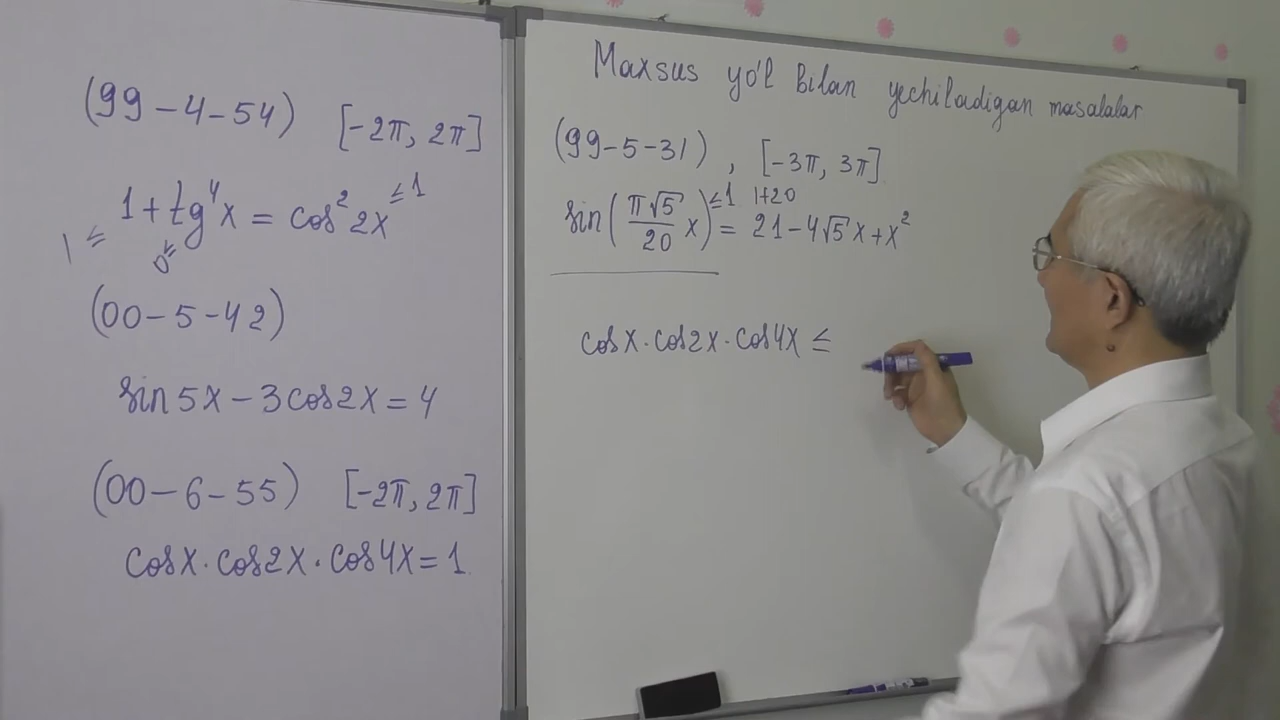 (99-4-54) [-2π, 2π]
1 ≤ 1+tg⁴x = cos²2x ≤1
0≤
(00-5-42)
sin5x-3cos2x=4
(00-6-55) [-2π, 2π]
cosx·cos2x·cos4x=1
Maxsus yo'l bilan yechiladigan masalalar
(99-5-31), [-3π, 3π]
≤1 1+20
sin(π√5/20 x) = 21-4√5x+x²
cosx·cos2x·cos4x ≤